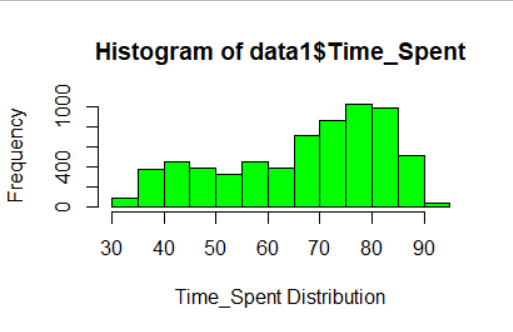 Histogram of data1$Time_Spent
Frequency
1000
400
0
30 40 50 60 70 80 90
Time_Spent Distribution